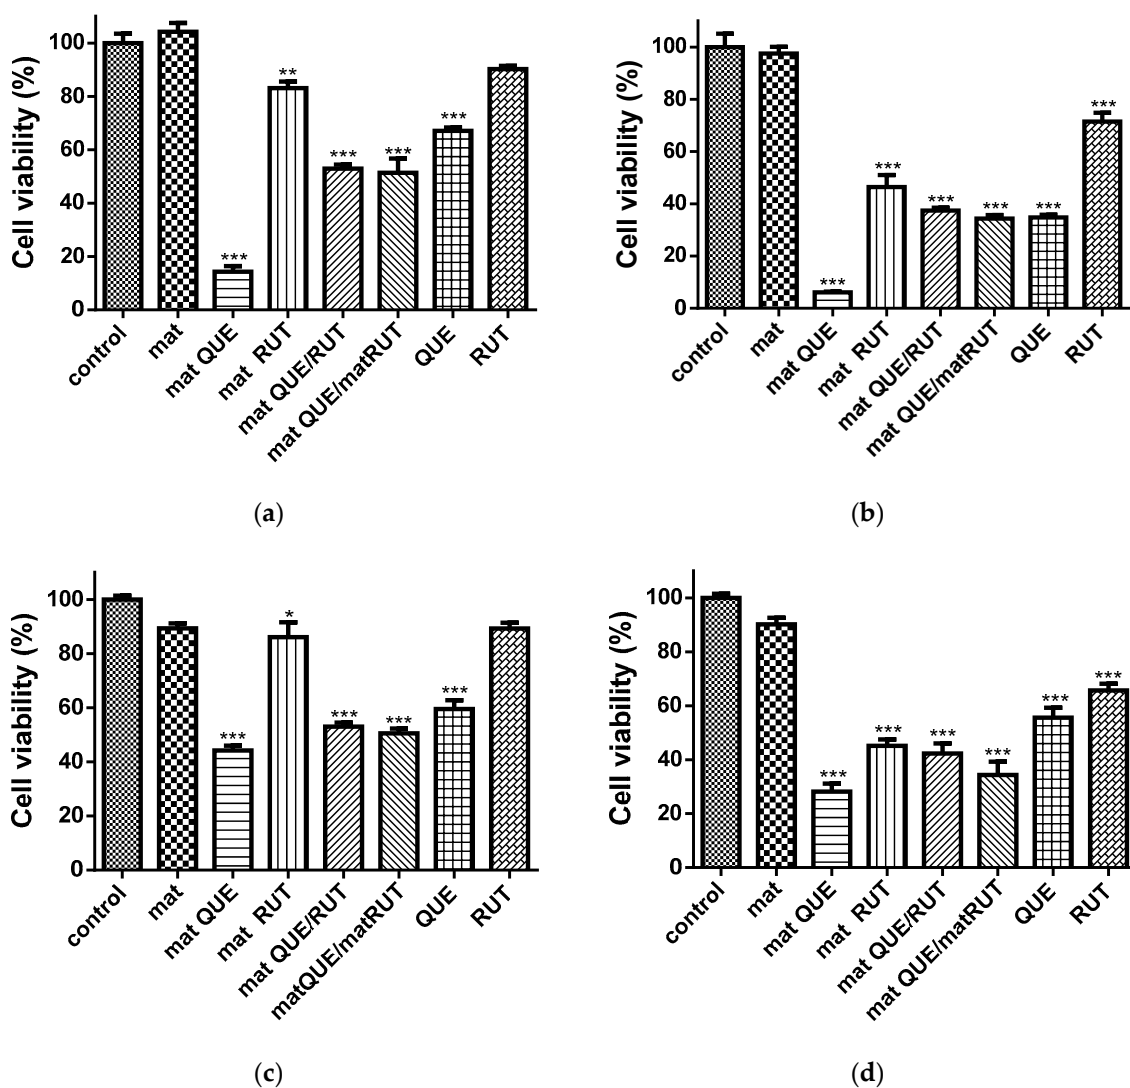 Cell viability (%)
100
80
60
40
20
0
**
***
***
***
***
control
mat
mat QUE
mat RUT
mat QUE/RUT
mat QUE/matRUT
QUE
RUT
(a)
Cell viability (%)
100
80
60
40
20
0
***
***
***
***
***
***
control
mat
mat QUE
mat RUT
mat QUE/RUT
mat QUE/matRUT
QUE
RUT
(b)
Cell viability (%)
100
80
60
40
20
0
*
***
***
***
***
control
mat
mat QUE
mat RUT
mat QUE/RUT
matQUE/matRUT
QUE
RUT
(c)
Cell viability (%)
100
80
60
40
20
0
***
***
***
***
***
***
control
mat
mat QUE
mat RUT
mat QUE/RUT
mat QUE/matRUT
QUE
RUT
(d)